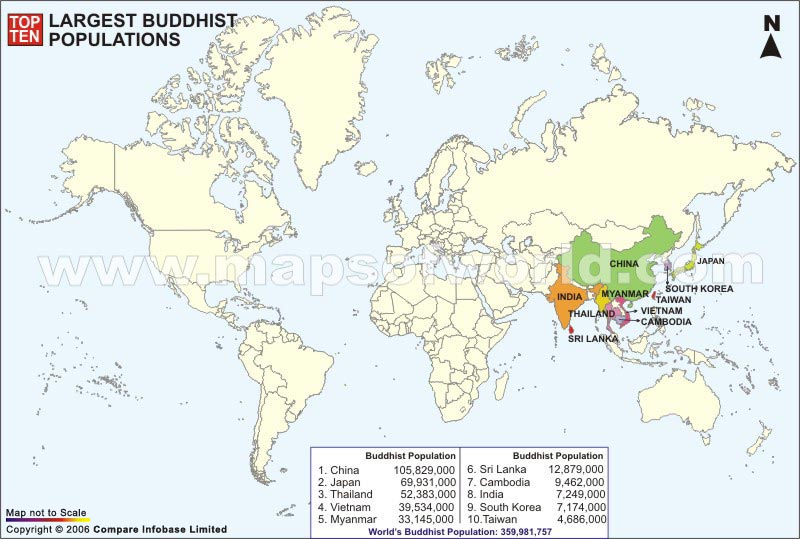 TOP TEN
LARGEST BUDDHIST
POPULATIONS
N
www.mapsofworld.com
CHINA
JAPAN
SOUTH KOREA
INDIA
MYANMAR
TAIWAN
THAILAND
VIETNAM
CAMBODIA
SRI LANKA
Buddhist Population
1. China 105,829,000
2. Japan 69,931,000
3. Thailand 52,383,000
4. Vietnam 39,534,000
5. Myanmar 33,145,000
Buddhist Population
6. Sri Lanka 12,879,000
7. Cambodia 9,462,000
8. India 7,249,000
9. South Korea 7,174,000
10.Taiwan 4,686,000
World's Buddhist Population: 359,981,757
Map not to Scale
Copyright © 2006 Compare Infobase Limited